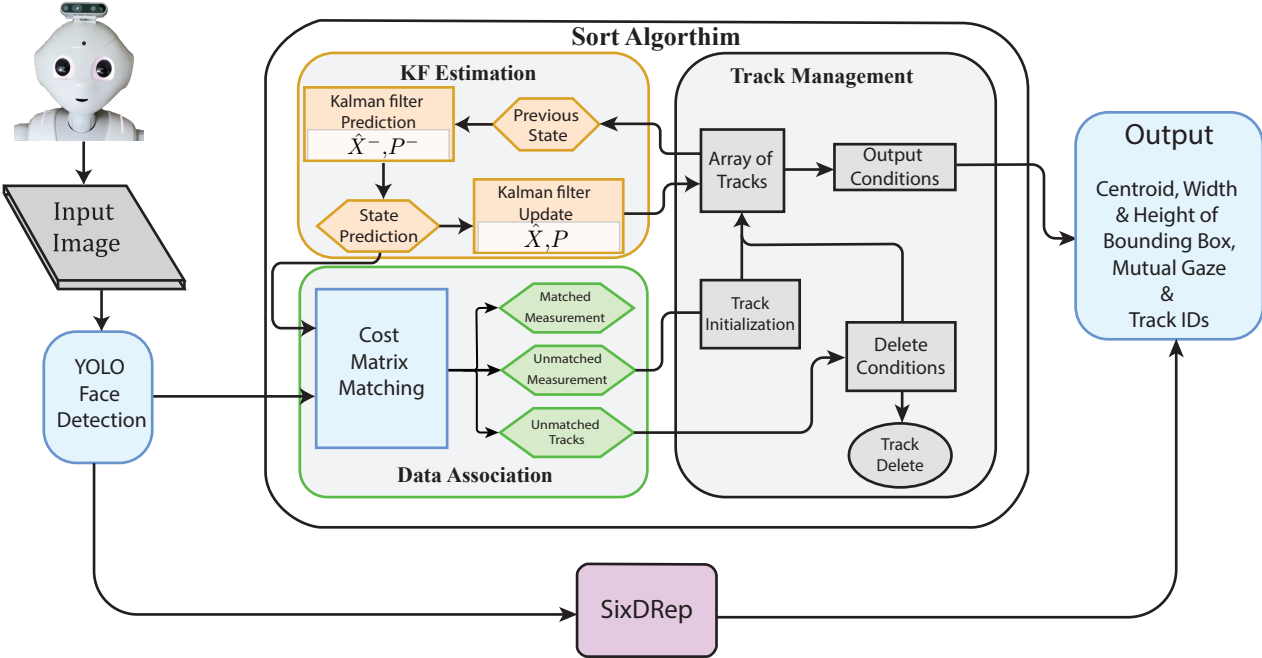 Sort Algorthim
KF Estimation
Kalman filter
Prediction
X̂⁻,P⁻
Previous
State
State
Prediction
Kalman filter
Update
X̂,P
Track Management
Array of
Tracks
Output
Conditions
Track
Initialization
Delete
Conditions
Track
Delete
Input
Image
YOLO
Face
Detection
Cost
Matrix
Matching
Matched
Measurement
Unmatched
Measurement
Unmatched
Tracks
Data Association
SixDRep
Output
Centroid, Width
& Height of
Bounding Box,
Mutual Gaze
&
Track IDs